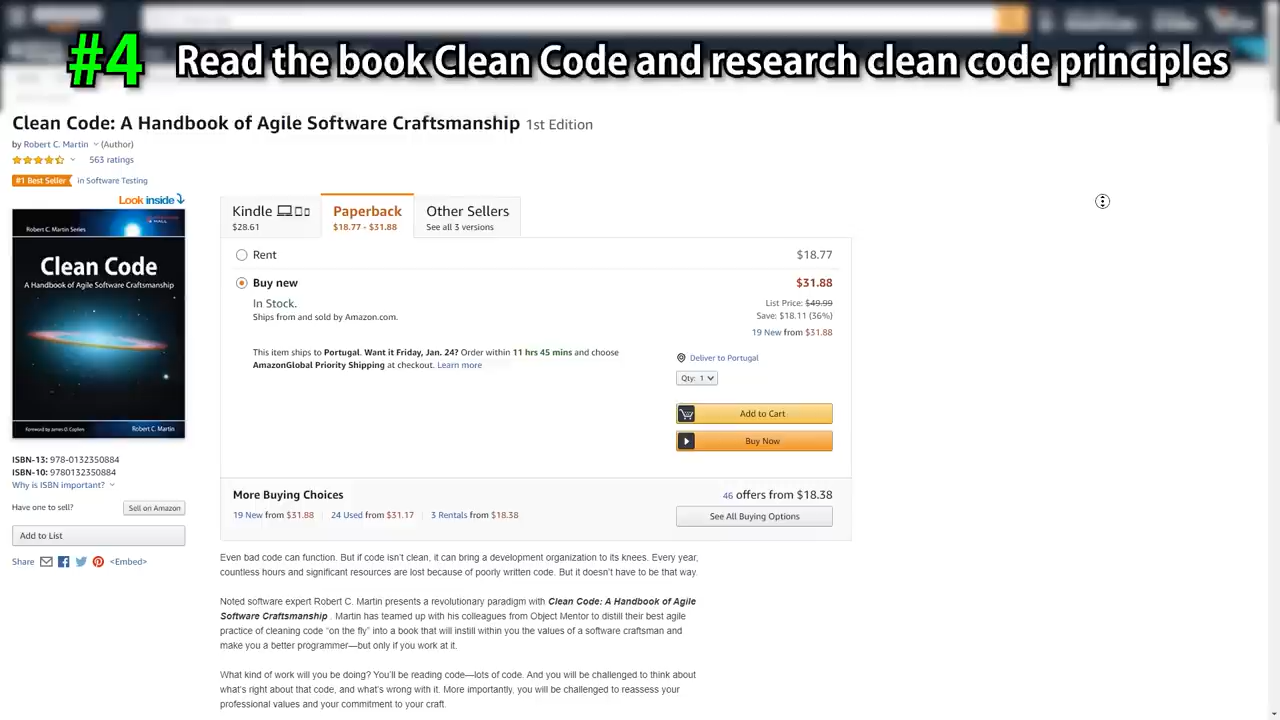 #4 Read the book Clean Code and research clean code principles
Clean Code: A Handbook of Agile Software Craftsmanship 1st Edition
by Robert C. Martin (Author)
563 ratings
#1 Best Seller in Software Testing
Look inside
Robert C. Martin Series
Clean Code
A Handbook of Agile Software Craftsmanship
Foreword by James O. Coplien
Robert C. Martin
ISBN-13: 978-0132350884
ISBN-10: 9780132350884
Why is ISBN important?
Have one to sell? Sell on Amazon
Add to List
Share <Embed>
Kindle
$28.61
Paperback
$18.77 - $31.88
Other Sellers
See all 3 versions
Rent $18.77
Buy new $31.88
In Stock.
Ships from and sold by Amazon.com.
List Price: $49.99
Save: $18.11 (36%)
19 New from $31.88
This item ships to Portugal. Want it Friday, Jan. 24? Order within 11 hrs 45 mins and choose
AmazonGlobal Priority Shipping at checkout. Learn more
Deliver to Portugal
Qty: 1
Add to Cart
Buy Now
More Buying Choices
46 offers from $18.38
19 New from $31.88 | 24 Used from $31.17 | 3 Rentals from $18.38
See All Buying Options
Even bad code can function. But if code isn't clean, it can bring a development organization to its knees. Every year,
countless hours and significant resources are lost because of poorly written code. But it doesn't have to be that way.
Noted software expert Robert C. Martin presents a revolutionary paradigm with Clean Code: A Handbook of Agile
Software Craftsmanship . Martin has teamed up with his colleagues from Object Mentor to distill their best agile
practice of cleaning code “on the fly” into a book that will instill within you the values of a software craftsman and
make you a better programmer—but only if you work at it.
What kind of work will you be doing? You'll be reading code—lots of code. And you will be challenged to think about
what's right about that code, and what's wrong with it. More importantly, you will be challenged to reassess your
professional values and your commitment to your craft.